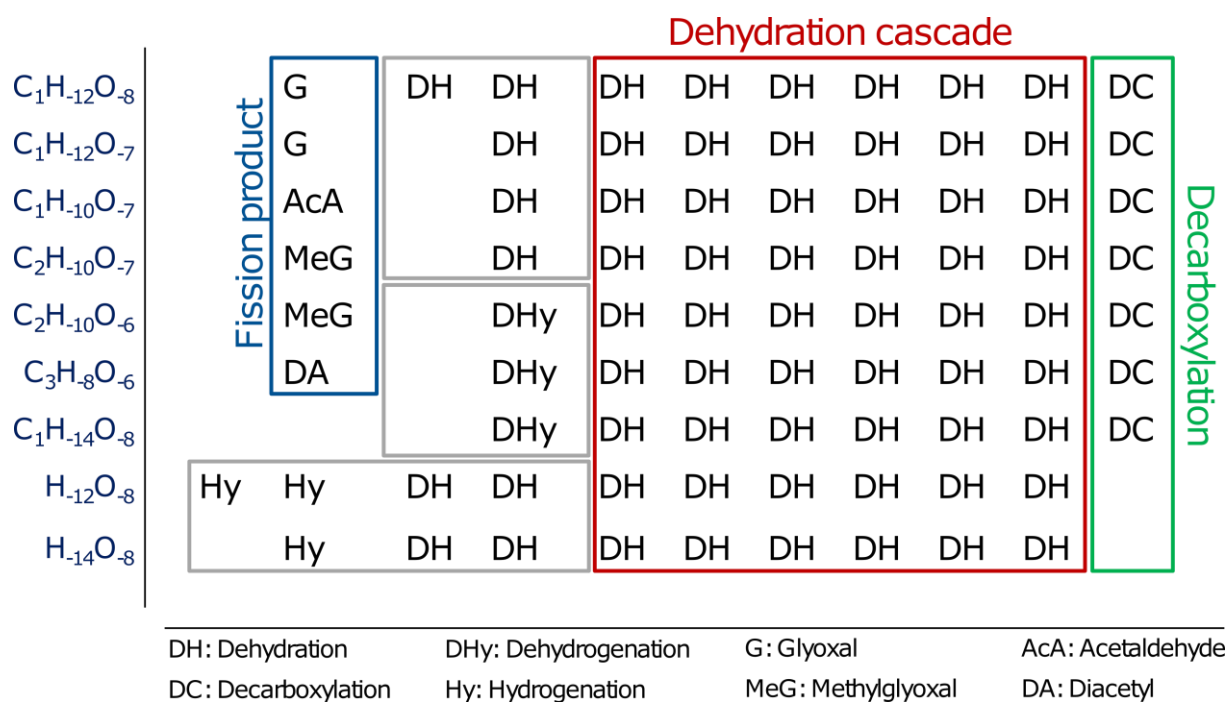 Dehydration cascade
C₁H₋₁₂O₋₈ G DH DH DH DH DH DH DH DH DC
C₁H₋₁₂O₋₇ G DH DH DH DH DH DH DH DC
C₁H₋₁₀O₋₇ AcA DH DH DH DH DH DH DH DC
C₂H₋₁₀O₋₇ MeG DH DH DH DH DH DH DH DC
C₂H₋₁₀O₋₆ MeG DHy DH DH DH DH DH DH DC
C₃H₋₈O₋₆ DA DHy DH DH DH DH DH DH DC
C₁H₋₁₄O₋₈ DHy DH DH DH DH DH DH DC
H₋₁₂O₋₈ Hy Hy DH DH DH DH DH DH DH DH
H₋₁₄O₋₈ Hy DH DH DH DH DH DH DH DH
Fission product
Decarboxylation
DH: Dehydration DHy: Dehydrogenation G: Glyoxal AcA: Acetaldehyde
DC: Decarboxylation Hy: Hydrogenation MeG: Methylglyoxal DA: Diacetyl